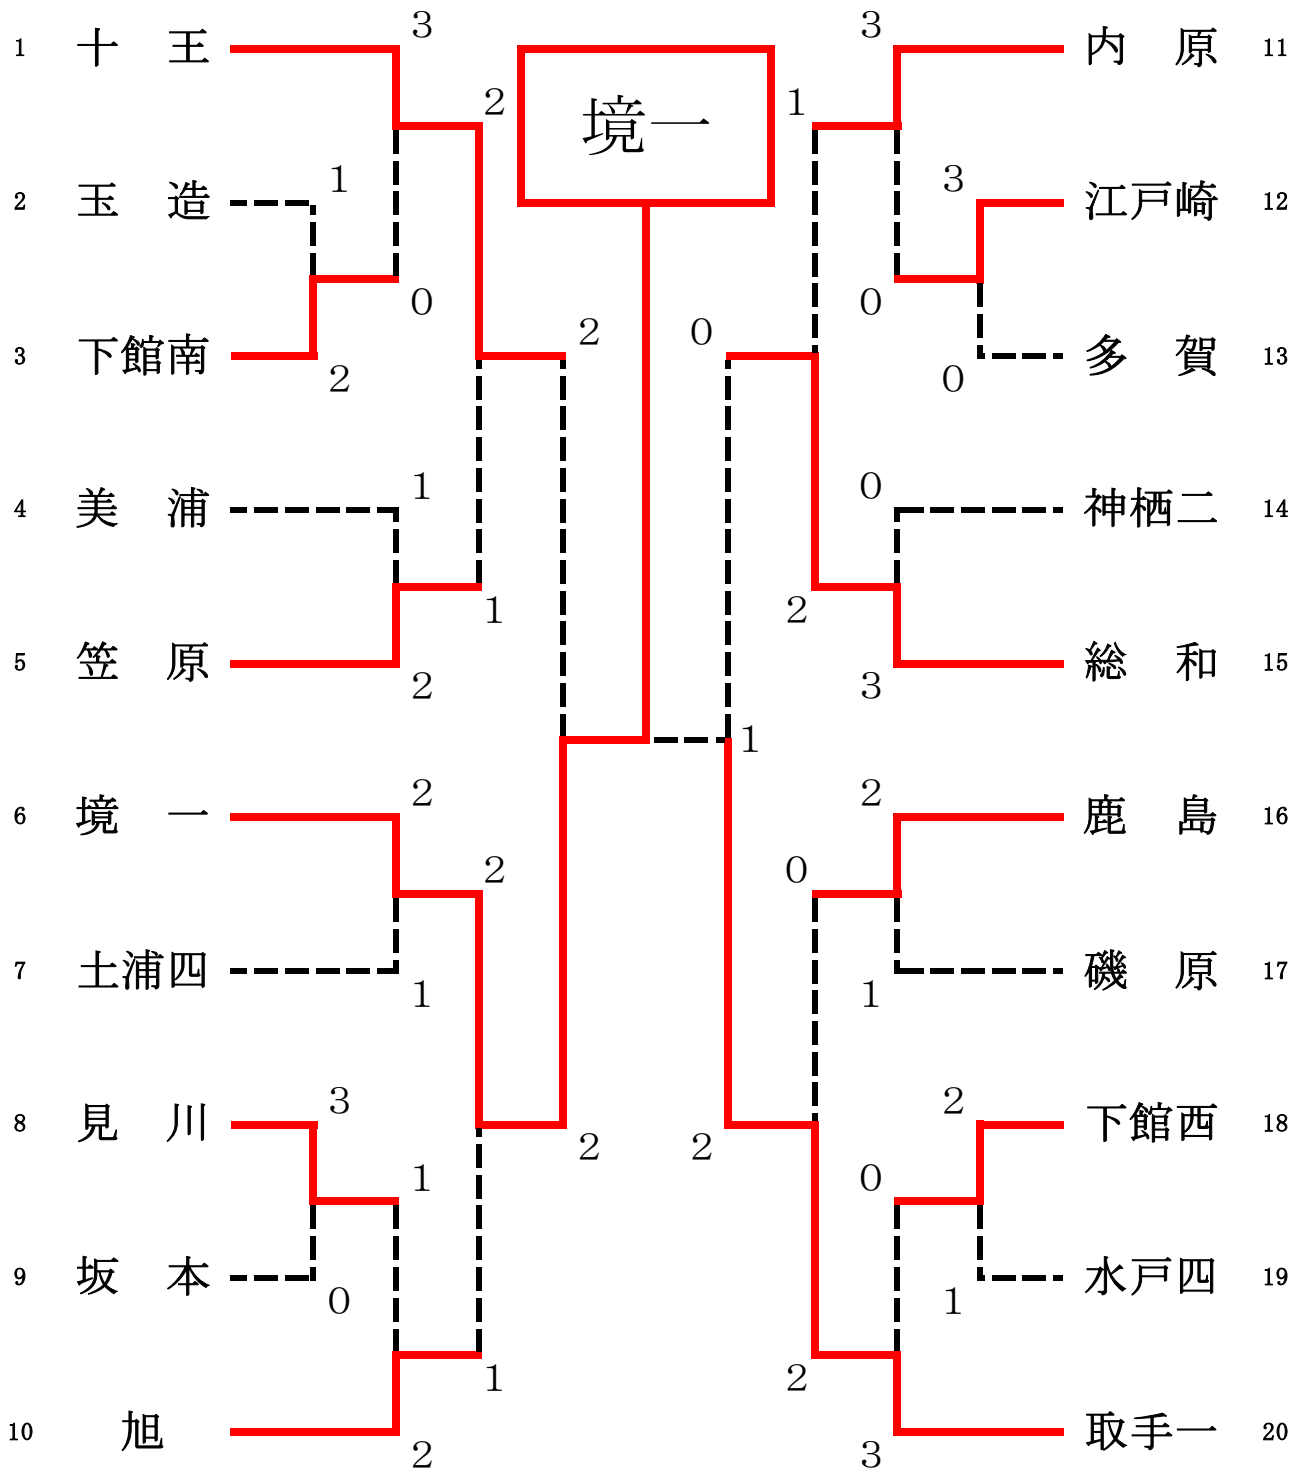 境一
1 十王 3
2
2 玉造 1
0
3 下館南 2
2
4 美浦 1
1
5 笠原 2
6 境一 2
2
7 土浦四 1
8 見川 3
1
2
9 坂本 0
1
10 旭 2
3 内原 11
1
3 江戸崎 12
0
0
0 多賀 13
0 神栖二 14
2
3 総和 15
1
2 鹿島 16
0
1 磯原 17
2 下館西 18
2
0
1 水戸四 19
2
3 取手一 20